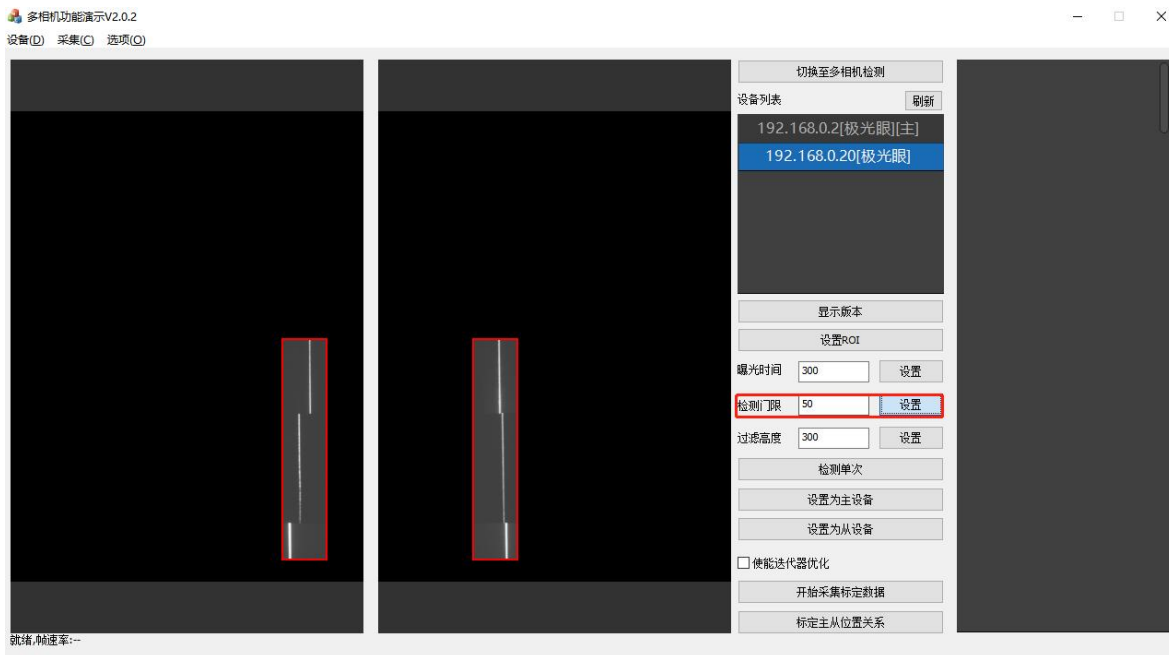 多相机功能演示V2.0.2
设备(D) 采集(C) 选项(O)
切换至多相机检测
设备列表 刷新
192.168.0.2[极光眼][主]
192.168.0.20[极光眼]
显示版本
设置ROI
曝光时间 300 设置
检测门限 50 设置
过滤高度 300 设置
检测单次
设置为主设备
设置为从设备
使能迭代器优化
开始采集标定数据
标定主从位置关系
就绪,帧速率:--